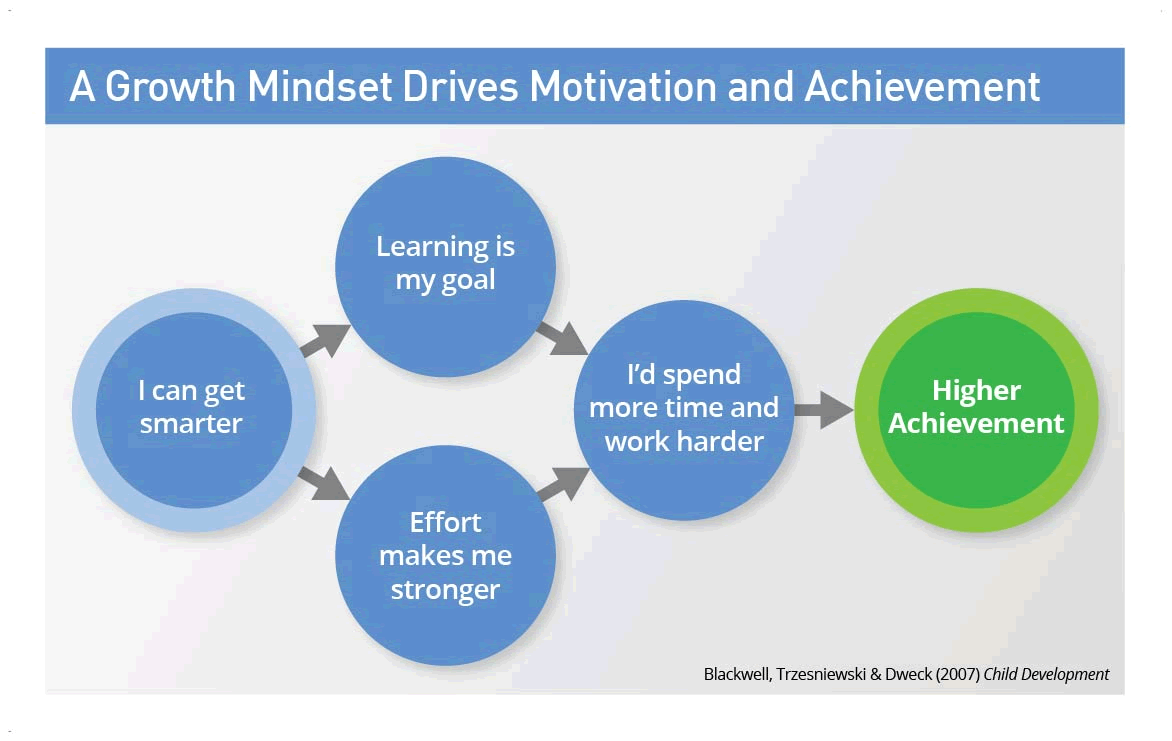 A Growth Mindset Drives Motivation and Achievement
Learning is
my goal
I can get
smarter
Effort
makes me
stronger
I’d spend
more time and
work harder
Higher
Achievement
Blackwell, Trzesniewski & Dweck (2007) Child Development